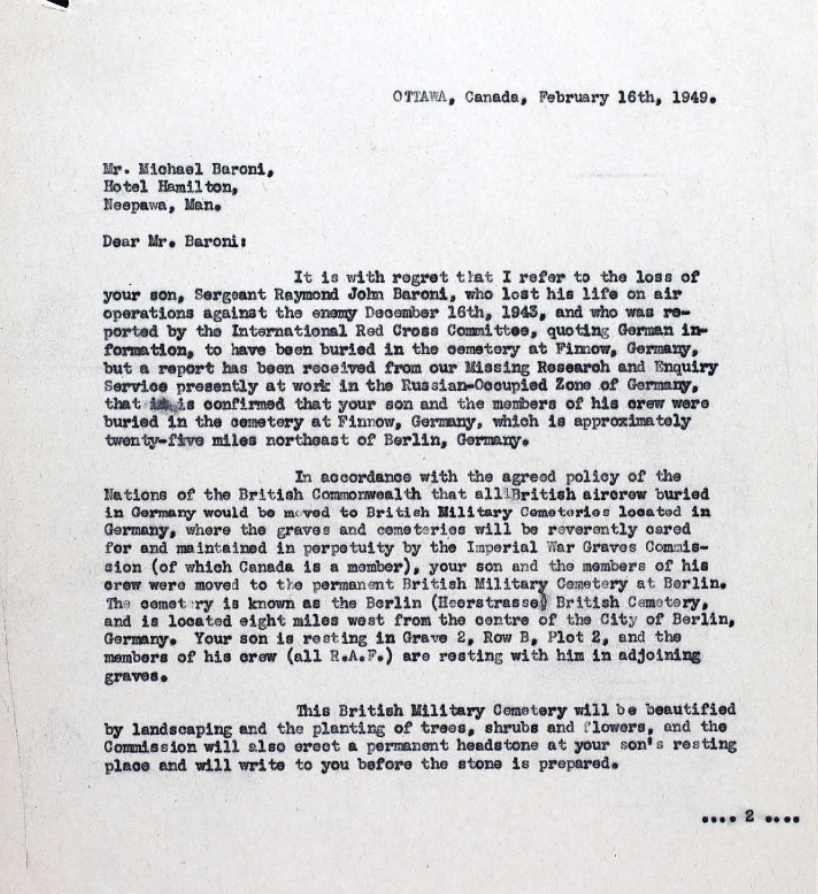 OTTAWA, Canada, February 16th, 1949.
Mr. Michael Baroni,
Hotel Hamilton,
Neepawa, Man.
Dear Mr. Baroni:
It is with regret that I refer to the loss of
your son, Sergeant Raymond John Baroni, who lost his life on air
operations against the enemy December 16th, 1943, and who was re-
ported by the International Red Cross Committee, quoting German in-
formation, to have been buried in the cemetery at Finnow, Germany,
but a report has been received from our Missing Research and Enquiry
Service presently at work in the Russian-Occupied Zone of Germany,
that is confirmed that your son and the members of his crew were
buried in the cemetery at Finnow, Germany, which is approximately
twenty-five miles northeast of Berlin, Germany.
In accordance with the agreed policy of the
Nations of the British Commonwealth that all British aircrew buried
in Germany would be moved to British Military Cemeteries located in
Germany, where the graves and cemeteries will be reverently cared
for and maintained in perpetuity by the Imperial War Graves Commis-
sion (of which Canada is a member), your son and the members of his
crew were moved to the permanent British Military Cemetery at Berlin.
The cemetery is known as the Berlin (Heerstrasse) British Cemetery,
and is located eight miles west from the centre of the City of Berlin,
Germany. Your son is resting in Grave 2, Row B, Plot 2, and the
members of his crew (all R.A.F.) are resting with him in adjoining
graves.
This British Military Cemetery will be beautified
by landscaping and the planting of trees, shrubs and flowers, and the
Commission will also erect a permanent headstone at your son's resting
place and will write to you before the stone is prepared.
.... 2 ....